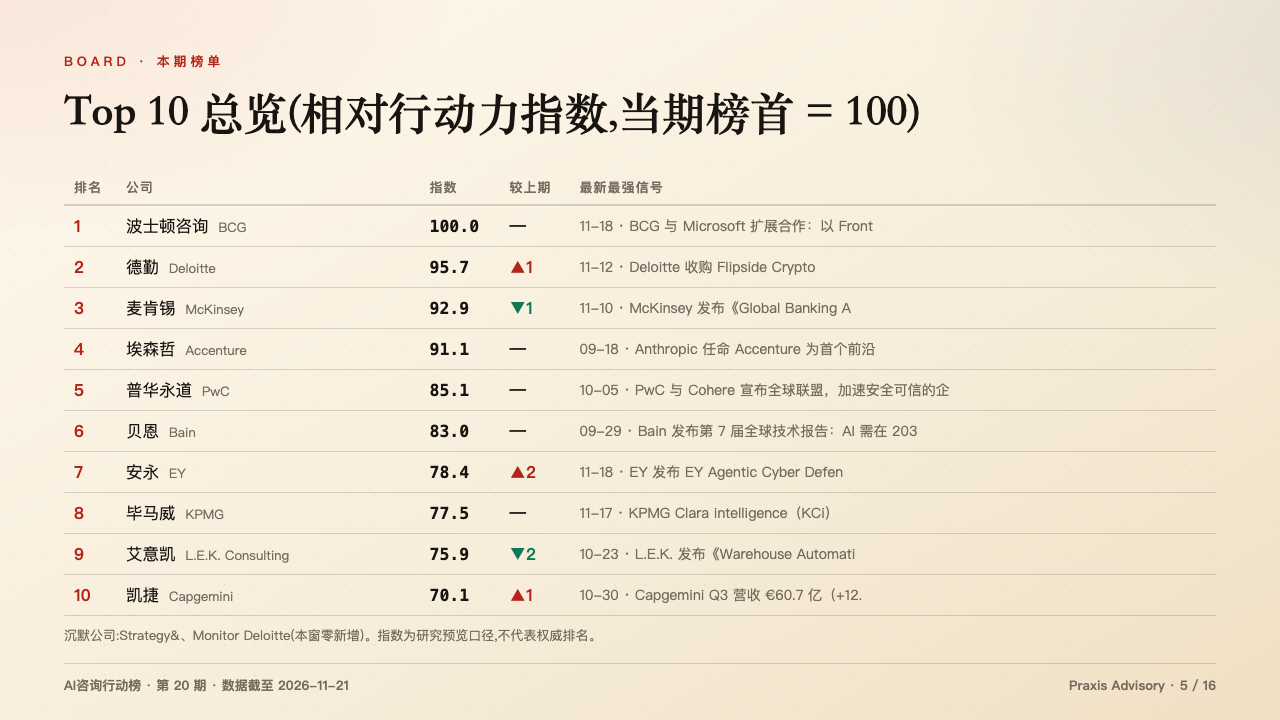 BOARD · 本期榜单
Top 10 总览(相对行动力指数,当期榜首 = 100)
排名 公司 指数 较上期 最新最强信号
1 波士顿咨询 BCG 100.0 — 11–18 · BCG 与 Microsoft 扩展合作：以 Front
2 德勤 Deloitte 95.7 ▲1 11–12 · Deloitte 收购 Flipside Crypto
3 麦肯锡 McKinsey 92.9 ▼1 11–10 · McKinsey 发布《Global Banking A
4 埃森哲 Accenture 91.1 — 09–18 · Anthropic 任命 Accenture 为首个前沿
5 普华永道 PwC 85.1 — 10–05 · PwC 与 Cohere 宣布全球联盟，加速安全可信的企
6 贝恩 Bain 83.0 — 09–29 · Bain 发布第 7 届全球技术报告：AI 需在 203
7 安永 EY 78.4 ▲2 11–18 · EY 发布 EY Agentic Cyber Defen
8 毕马威 KPMG 77.5 — 11–17 · KPMG Clara intelligence（KCi）
9 艾意凯 L.E.K. Consulting 75.9 ▼2 10–23 · L.E.K. 发布《Warehouse Automati
10 凯捷 Capgemini 70.1 ▲1 10–30 · Capgemini Q3 营收 €60.7 亿（+12.
沉默公司:Strategy&、Monitor Deloitte(本窗零新增)。指数为研究预览口径,不代表权威排名。
AI咨询行动榜 · 第 20 期 · 数据截至 2026–11–21
Praxis Advisory · 5 / 16